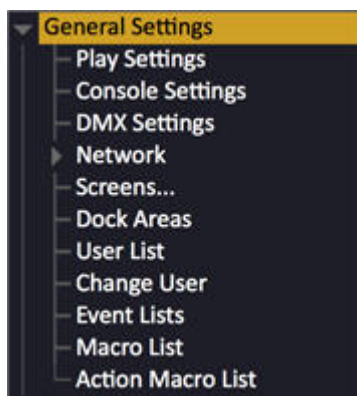 General Settings
Play Settings
Console Settings
DMX Settings
Network
Screens...
Dock Areas
User List
Change User
Event Lists
Macro List
Action Macro List